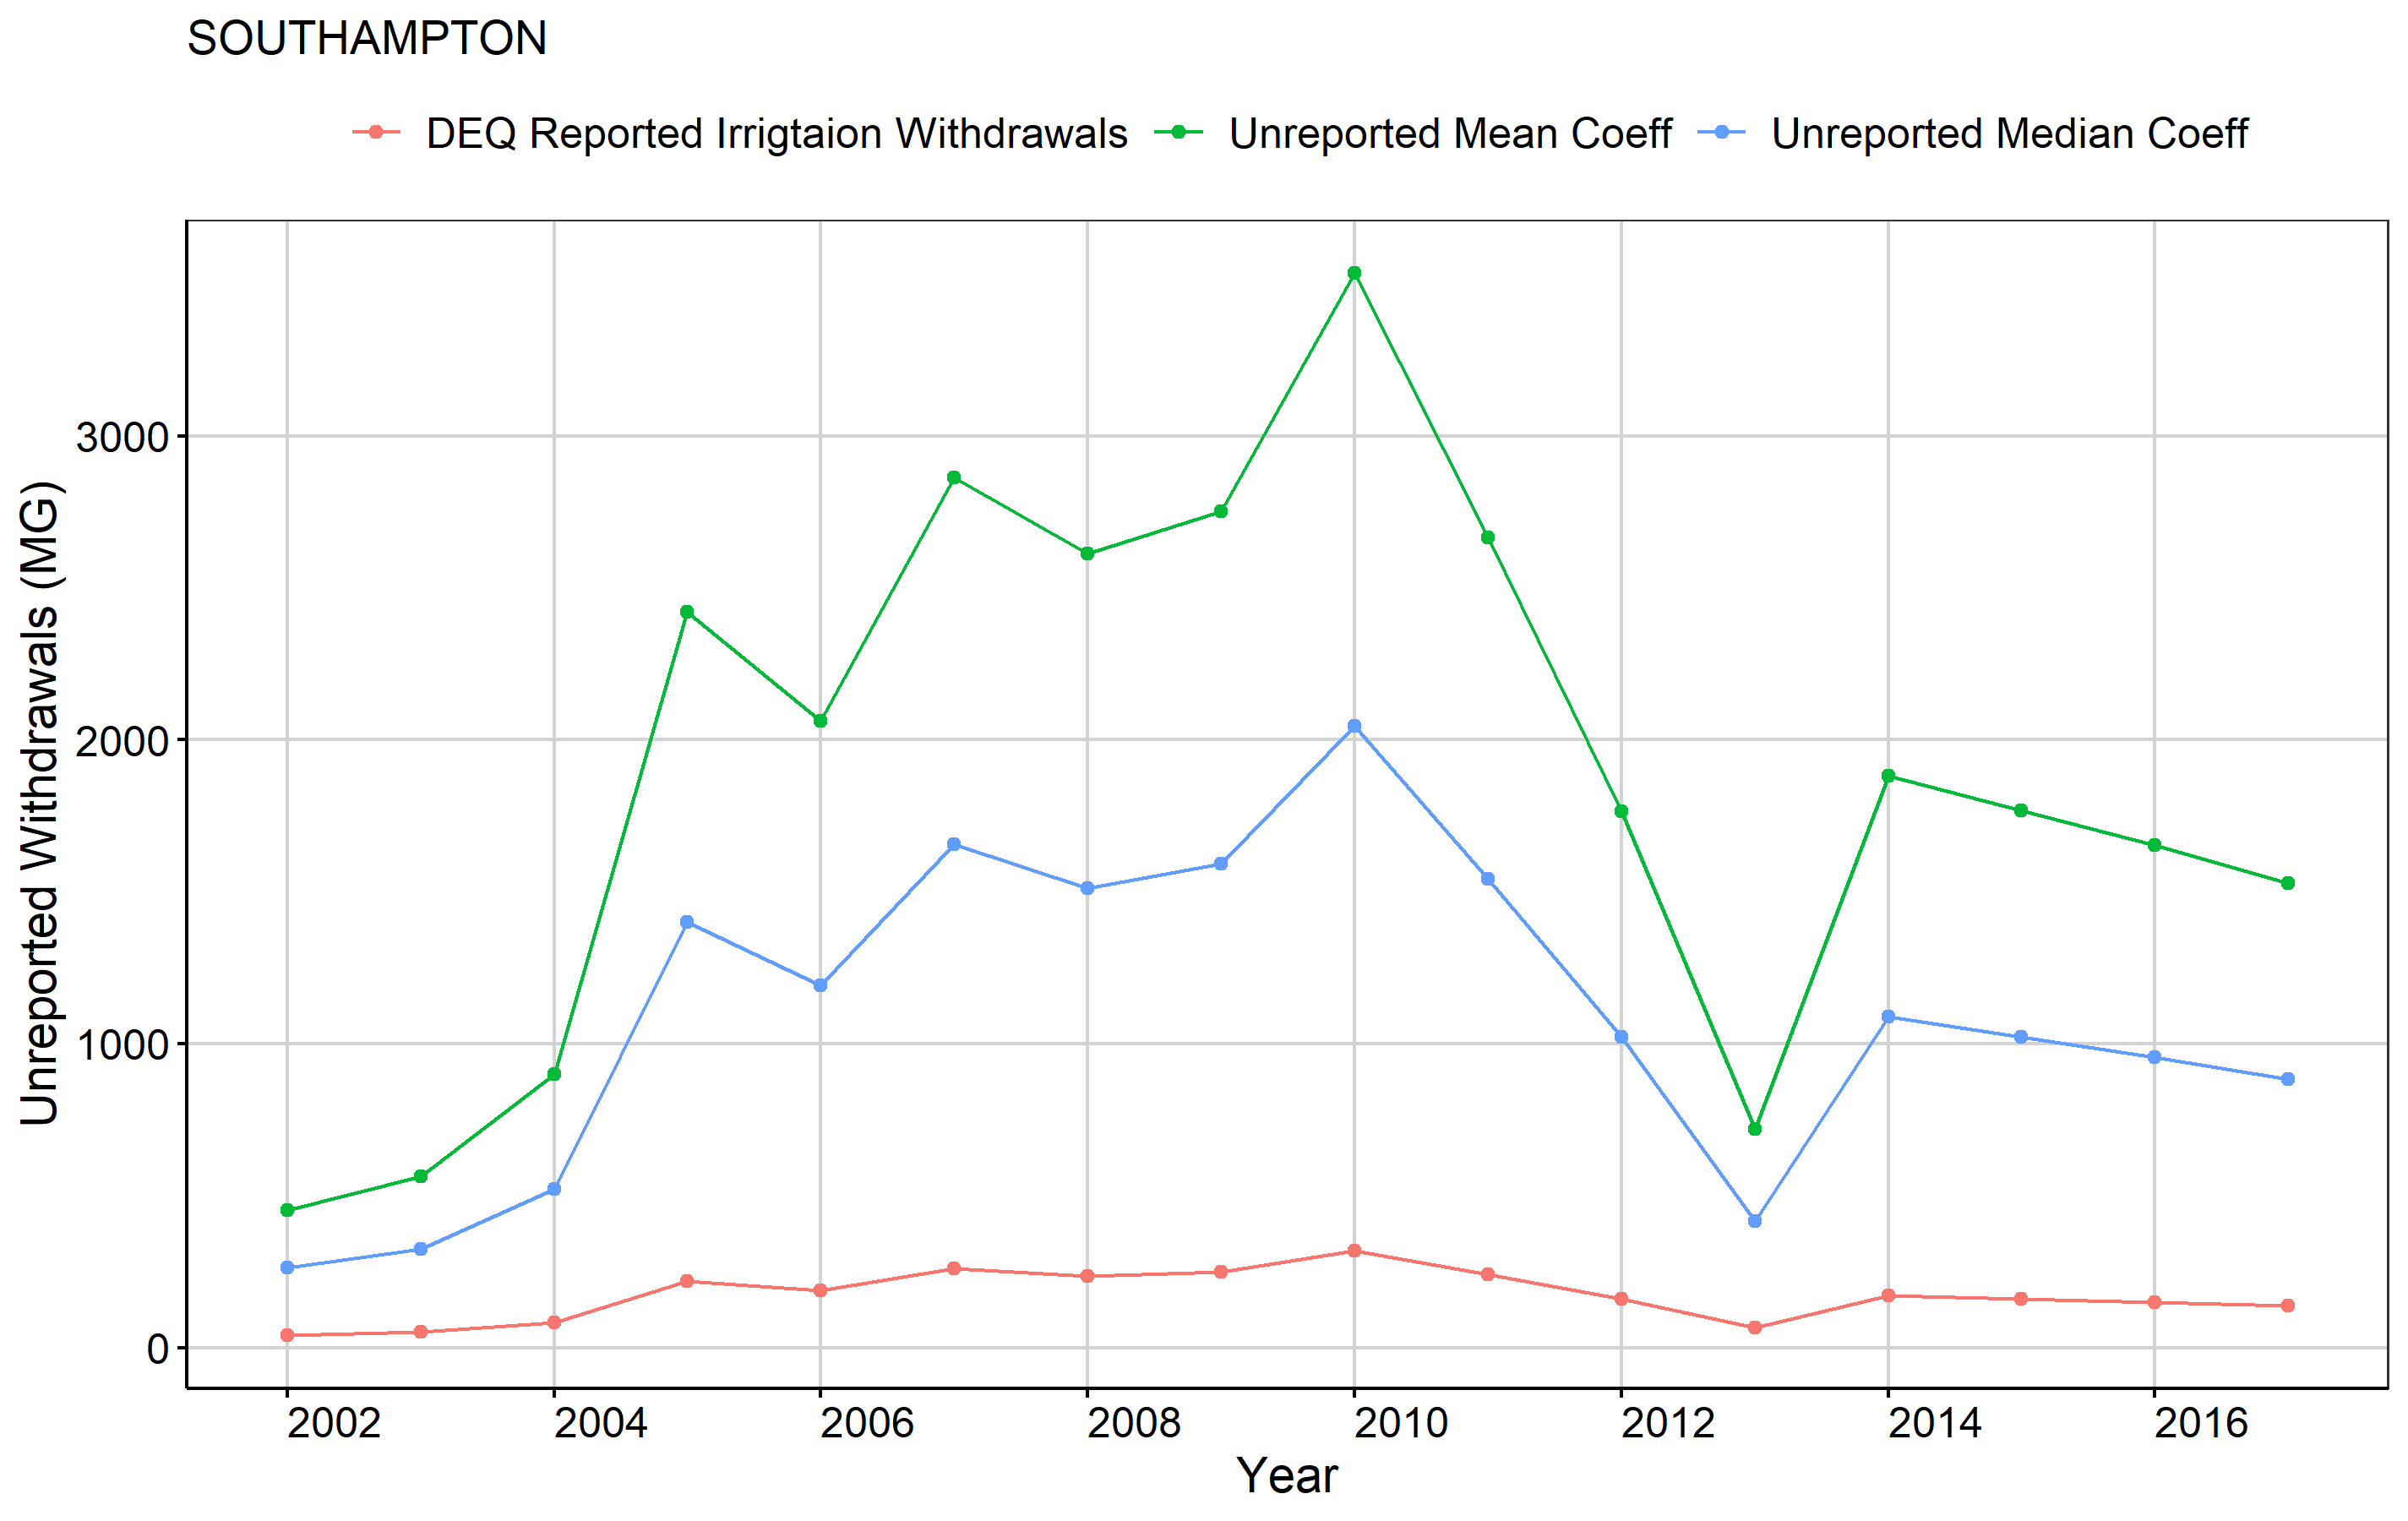 SOUTHAMPTON
DEQ Reported Irrigtaion Withdrawals Unreported Mean Coeff Unreported Median Coeff
Unreported Withdrawals (MG)
3000
2000
1000
0
2002 2004 2006 2008 2010 2012 2014 2016
Year